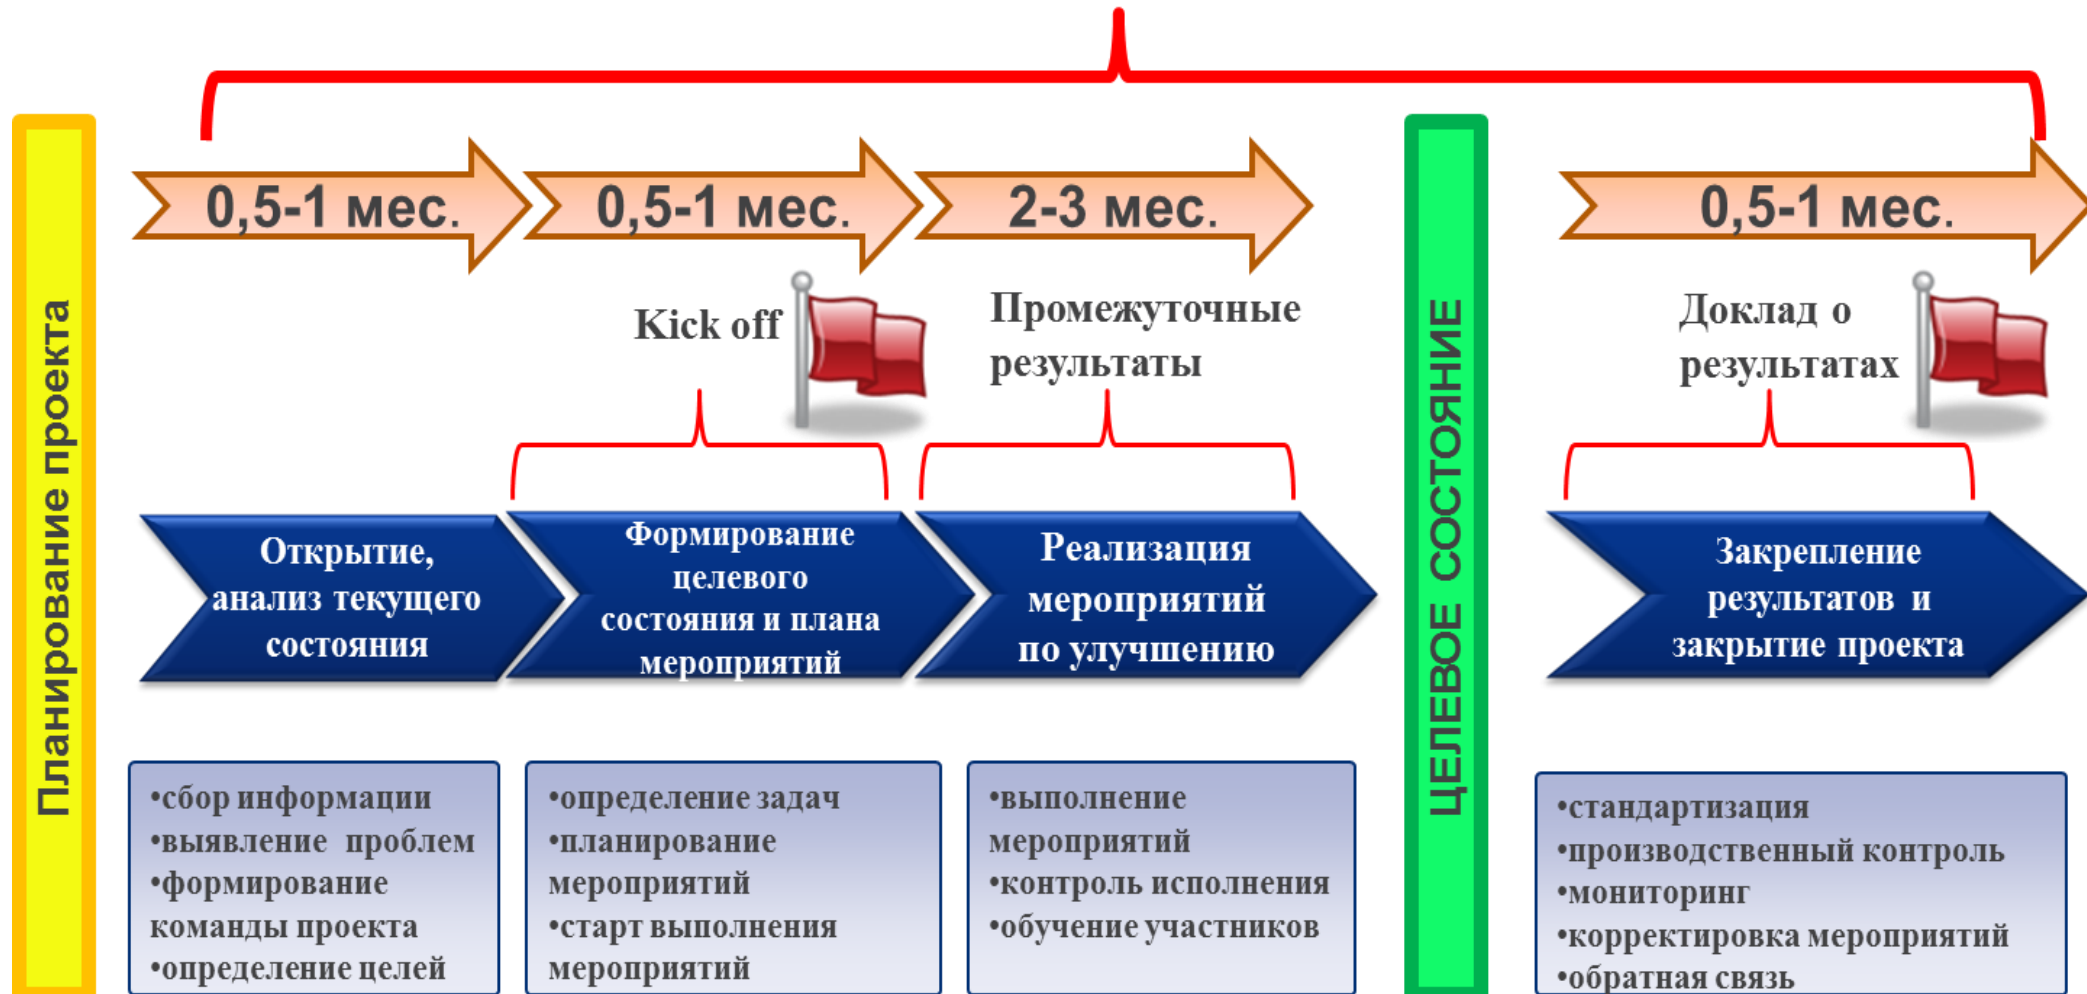 Планирование проекта
0,5-1 мес.
0,5-1 мес.
2-3 мес.
0,5-1 мес.
Kick off
Промежуточные
результаты
Доклад о
результатах
Открытие,
анализ текущего
состояния
Формирование
целевого
состояния и плана
мероприятий
Реализация
мероприятий
по улучшению
ЦЕЛЕВОЕ СОСТОЯНИЕ
Закрепление
результатов и
закрытие проекта
•сбор информации
•выявление проблем
•формирование
команды проекта
•определение целей
•определение задач
•планирование
мероприятий
•старт выполнения
мероприятий
•выполнение
мероприятий
•контроль исполнения
•обучение участников
•стандартизация
•производственный контроль
•мониторинг
•корректировка мероприятий
•обратная связь